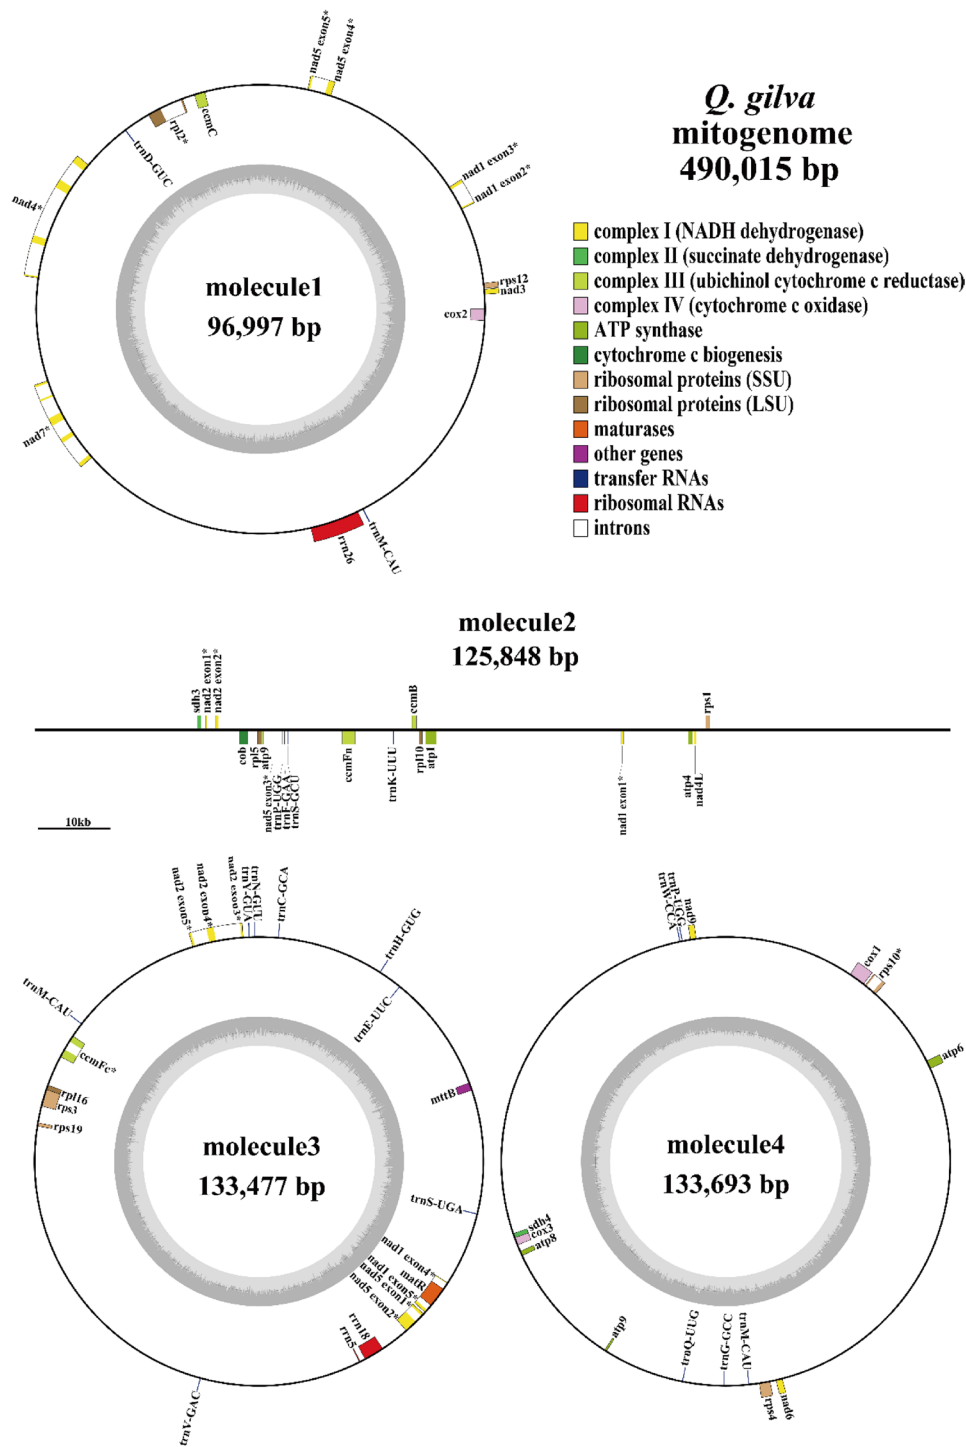 Q. gilva
mitogenome
490,015 bp
complex I (NADH dehydrogenase)
complex II (succinate dehydrogenase)
complex III (ubichinol cytochrome c reductase)
complex IV (cytochrome c oxidase)
ATP synthase
cytochrome c biogenesis
ribosomal proteins (SSU)
ribosomal proteins (LSU)
maturases
other genes
transfer RNAs
ribosomal RNAs
introns
molecule1
96,997 bp
nad5 exon5*
nad5 exon4*
ccmC
rpl2*
trnD-GUC
nad1 exon3*
nad1 exon2*
nad4*
rps12
nad3
cox2
nad7*
trnM-CAU
rrn26
molecule2
125,848 bp
sdh3
nad2 exon1*
nad2 exon2*
ccmB
rps1
cob
rpl5
atp9
nad5 exon3*
trnP-UGG
trnF-GAA
trnS-GCU
ccmFn
trnK-UUU
rpl10
atp1
nad1 exon1*
atp4
nad4L
10kb
molecule3
133,477 bp
nad2 exon5*
nad2 exon4*
nad2 exon3*
trnY-GUA
trnN-GUU
trnC-GCA
trnH-GUG
trnE-UUC
trnM-CAU
ccmFc*
rpl16
rps3
rps19
mttB
trnS-UGA
nad1 exon4*
matR
nad1 exon5*
nad5 exon1*
nad5 exon2*
rrn18
rrn5
trnV-GAC
molecule4
133,693 bp
trnW-CCA
trnP-UGG
nad9
cox1
rps10*
atp6
sdh4
cox3
atp8
atp9
trnQ-UUG
trnG-GCC
trnM-CAU
rps4
nad6